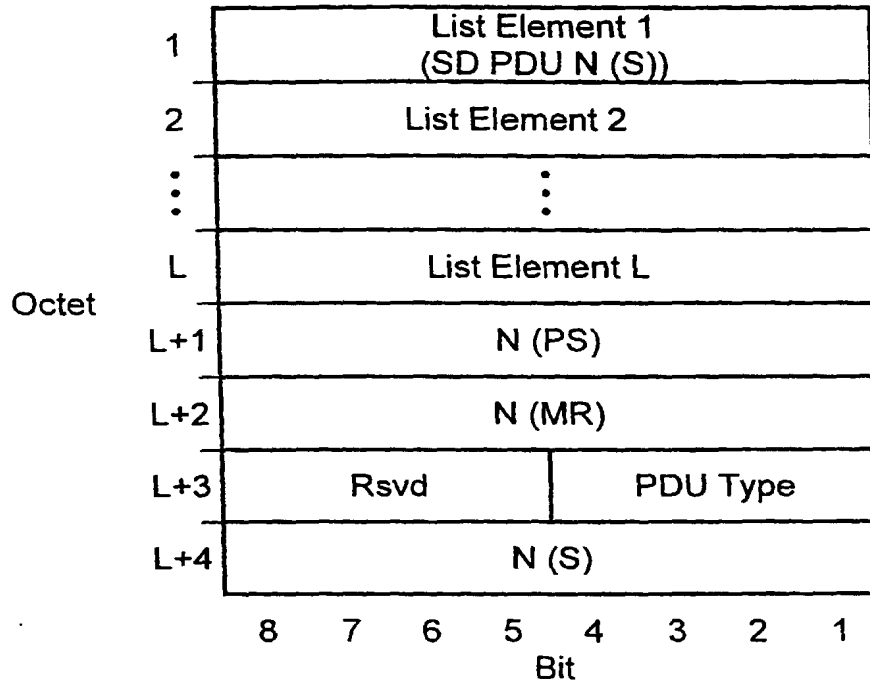 1 List Element 1
(SD PDU N (S))
2 List Element 2
⋮ ⋮
L List Element L
Octet
L+1 N (PS)
L+2 N (MR)
L+3 Rsvd PDU Type
L+4 N (S)
8 7 6 5 4 3 2 1
Bit